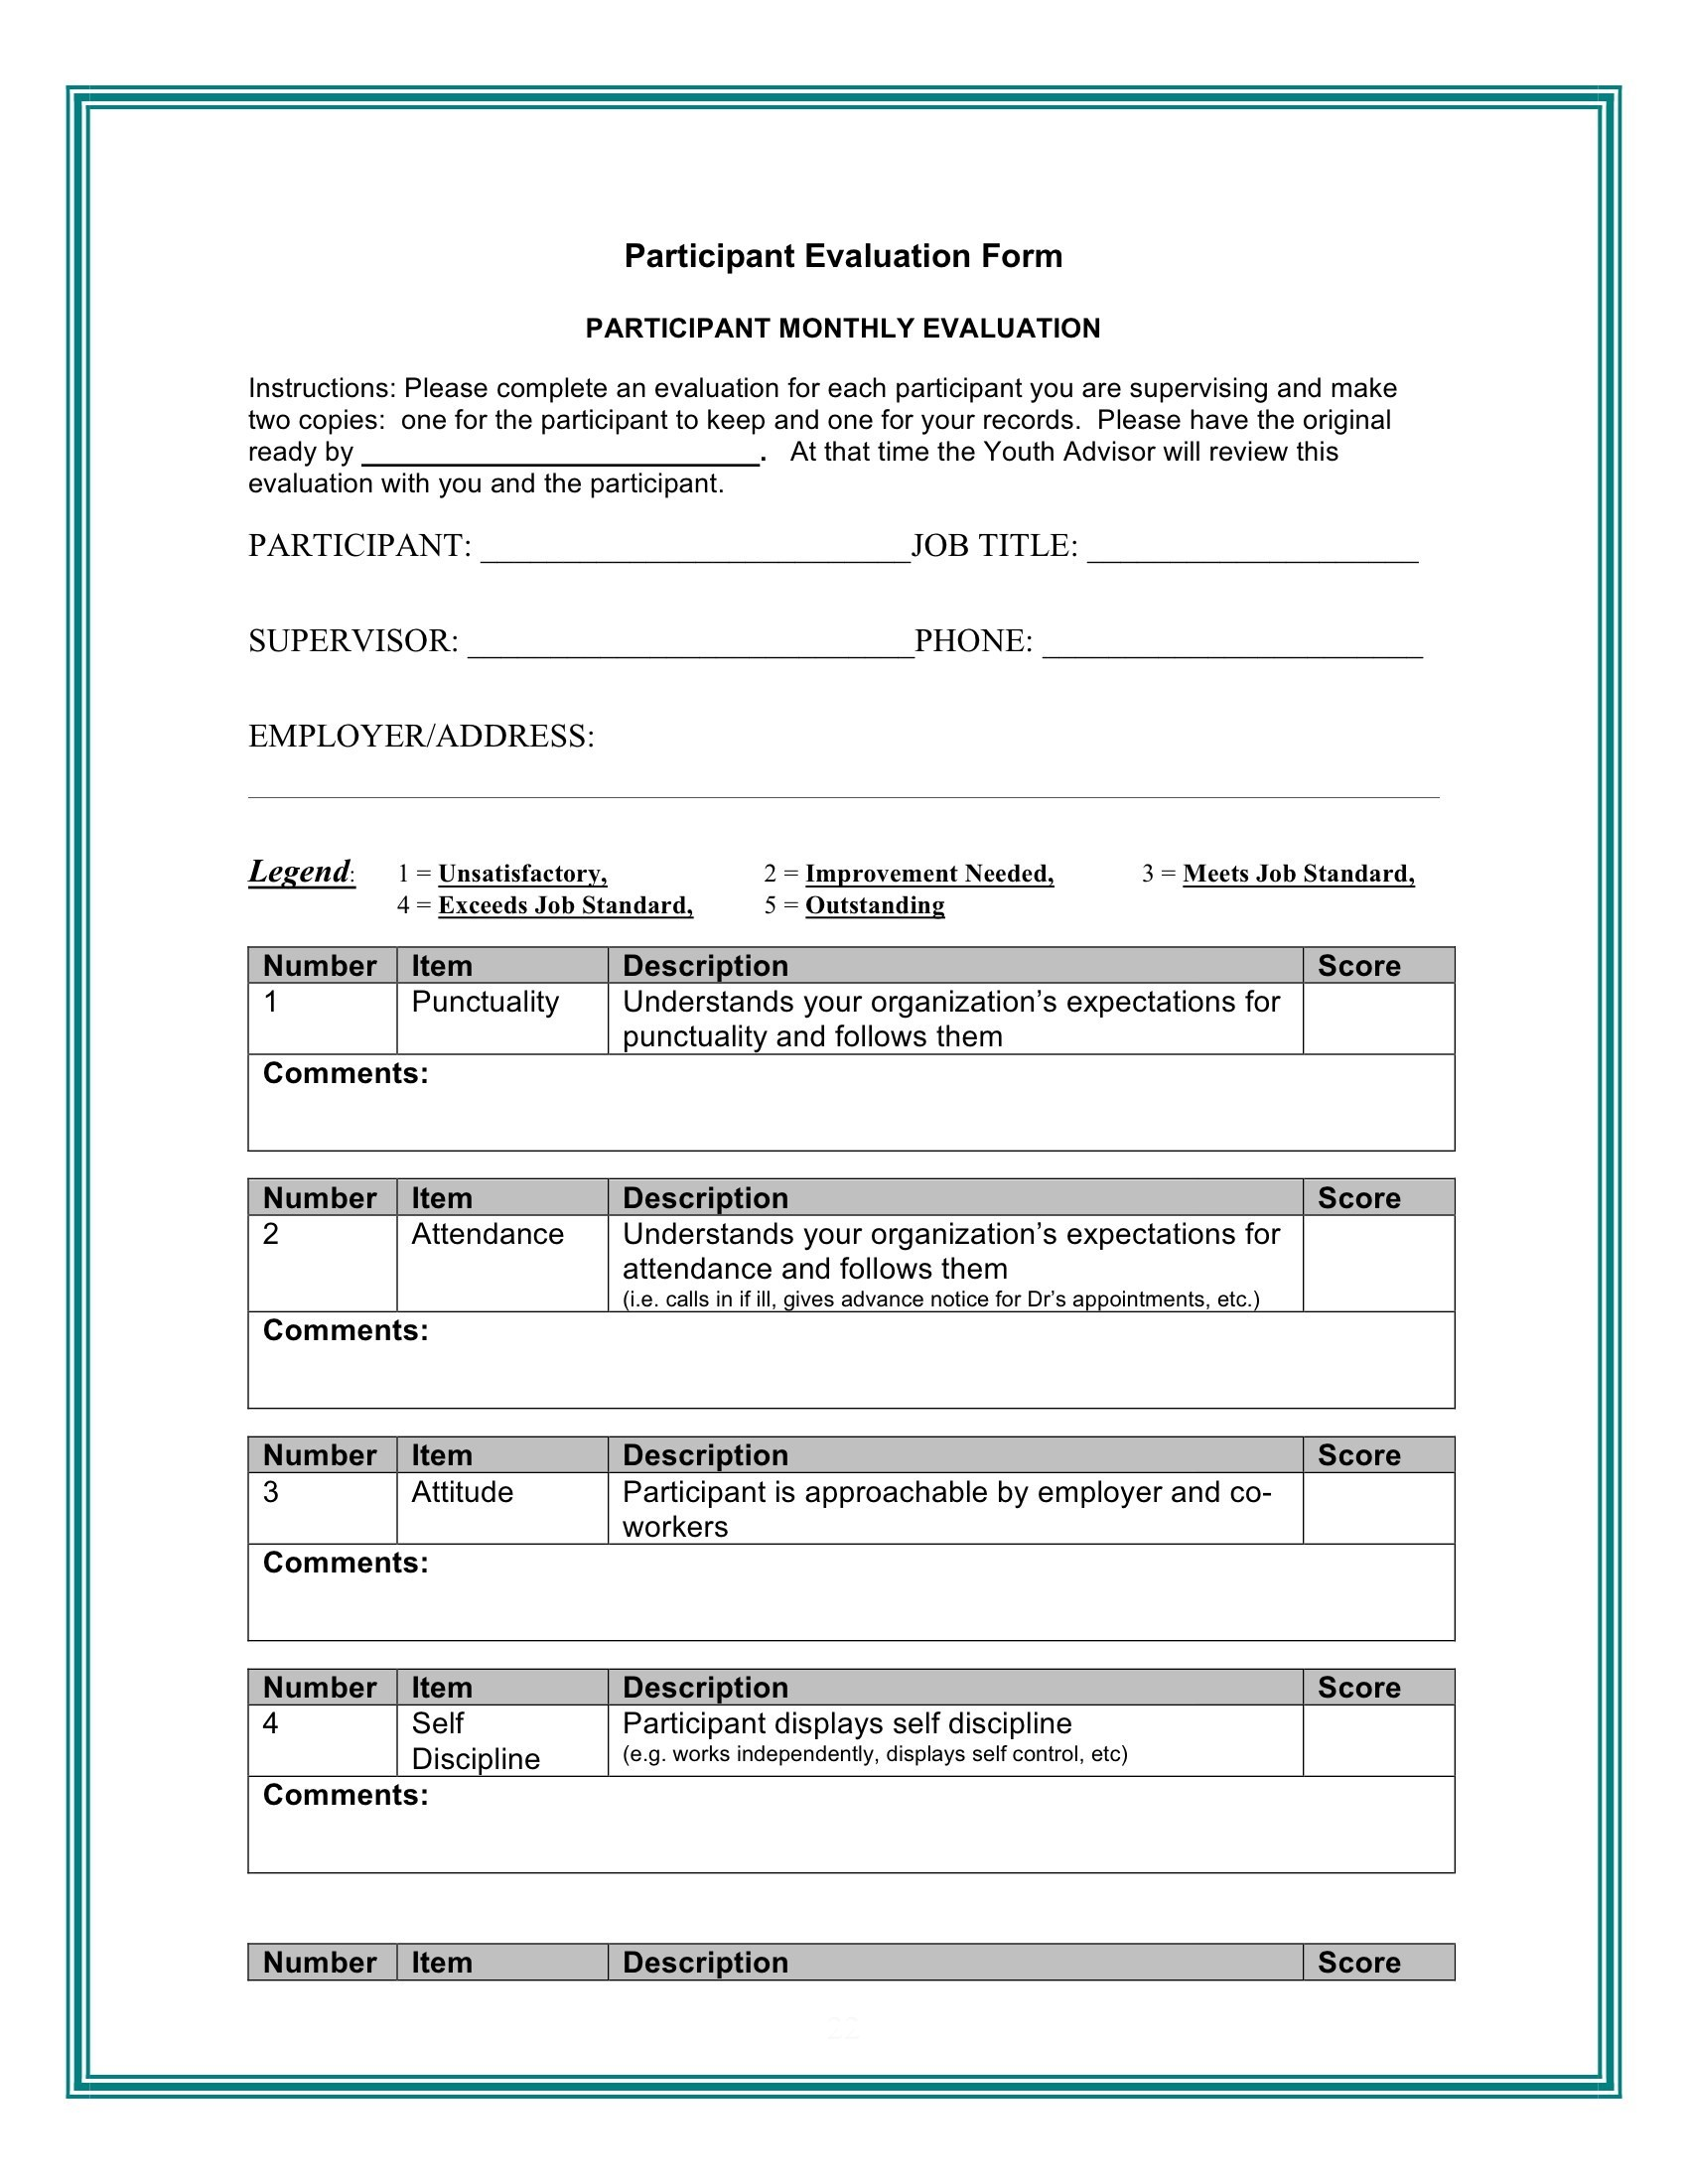 Participant Evaluation Form
PARTICIPANT MONTHLY EVALUATION
Instructions: Please complete an evaluation for each participant you are supervising and make
two copies:  one for the participant to keep and one for your records.  Please have the original
ready by __________________________.   At that time the Youth Advisor will review this
evaluation with you and the participant.
PARTICIPANT: __________________________JOB TITLE: ____________________
SUPERVISOR: ___________________________PHONE: _______________________
EMPLOYER/ADDRESS:
Legend: 1 = Unsatisfactory, 2 = Improvement Needed, 3 = Meets Job Standard,
4 = Exceeds Job Standard, 5 = Outstanding
Number Item Description Score
1 Punctuality Understands your organization’s expectations for
punctuality and follows them
Comments:
Number Item Description Score
2 Attendance Understands your organization’s expectations for
attendance and follows them
(i.e. calls in if ill, gives advance notice for Dr’s appointments, etc.)
Comments:
Number Item Description Score
3 Attitude Participant is approachable by employer and co-
workers
Comments:
Number Item Description Score
4 Self Participant displays self discipline
Discipline (e.g. works independently, displays self control, etc)
Comments:
Number Item Description Score
22